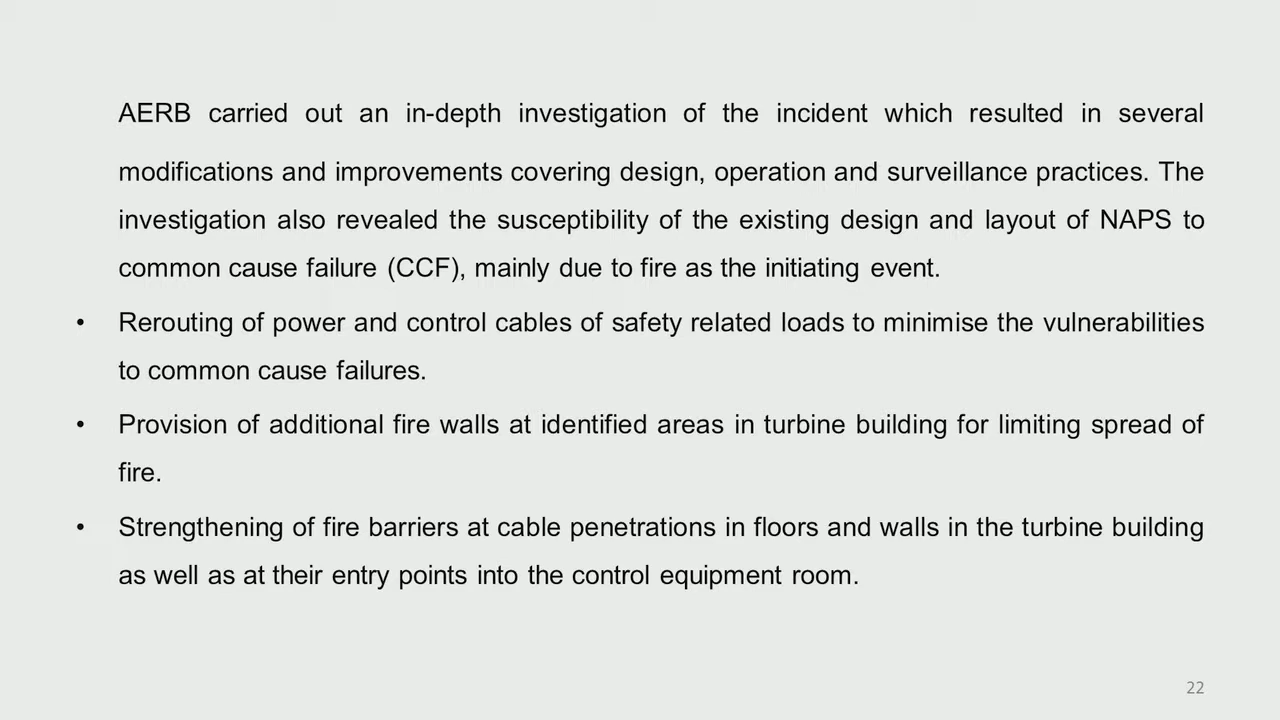 AERB carried out an in-depth investigation of the incident which resulted in several
modifications and improvements covering design, operation and surveillance practices. The
investigation also revealed the susceptibility of the existing design and layout of NAPS to
common cause failure (CCF), mainly due to fire as the initiating event.
• Rerouting of power and control cables of safety related loads to minimise the vulnerabilities
to common cause failures.
• Provision of additional fire walls at identified areas in turbine building for limiting spread of
fire.
• Strengthening of fire barriers at cable penetrations in floors and walls in the turbine building
as well as at their entry points into the control equipment room.
22